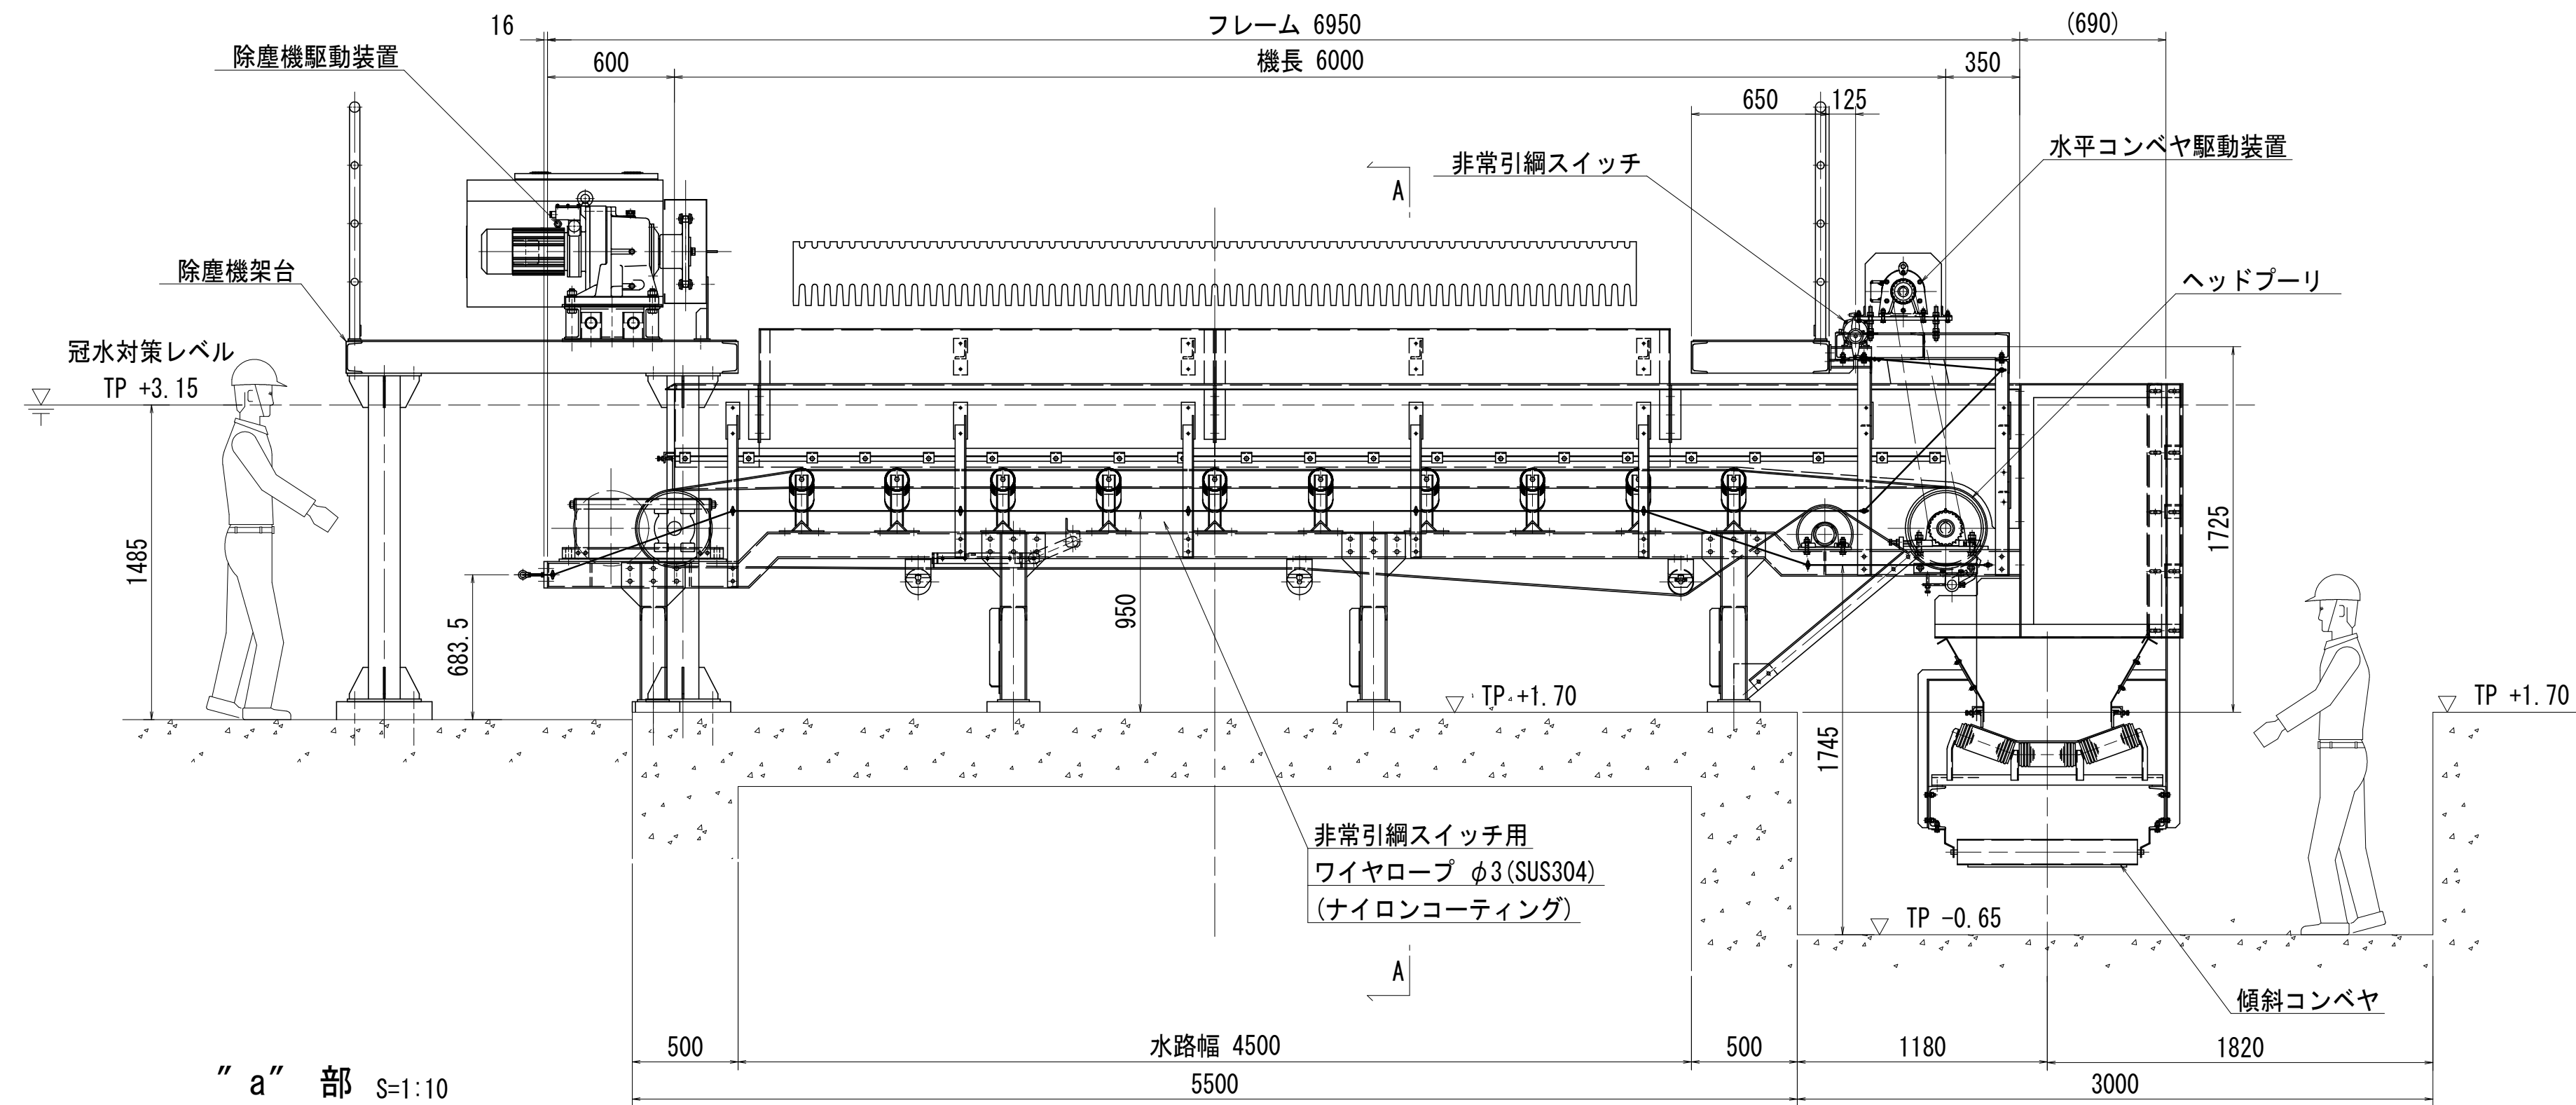 16
フレーム 6950
(690)
除塵機駆動装置
600
機長 6000
350
650
125
非常引綱スイッチ
水平コンベヤ駆動装置
A
除塵機架台
ヘッドプーリ
冠水対策レベル
TP +3.15
1485
683.5
950
1725
TP +1.70
TP +1.70
1745
非常引綱スイッチ用
ワイヤロープ φ3(SUS304)
(ナイロンコーティング)
TP -0.65
A
傾斜コンベヤ
500
水路幅 4500
500
1180
1820
5500
3000
"a" 部 S=1:10